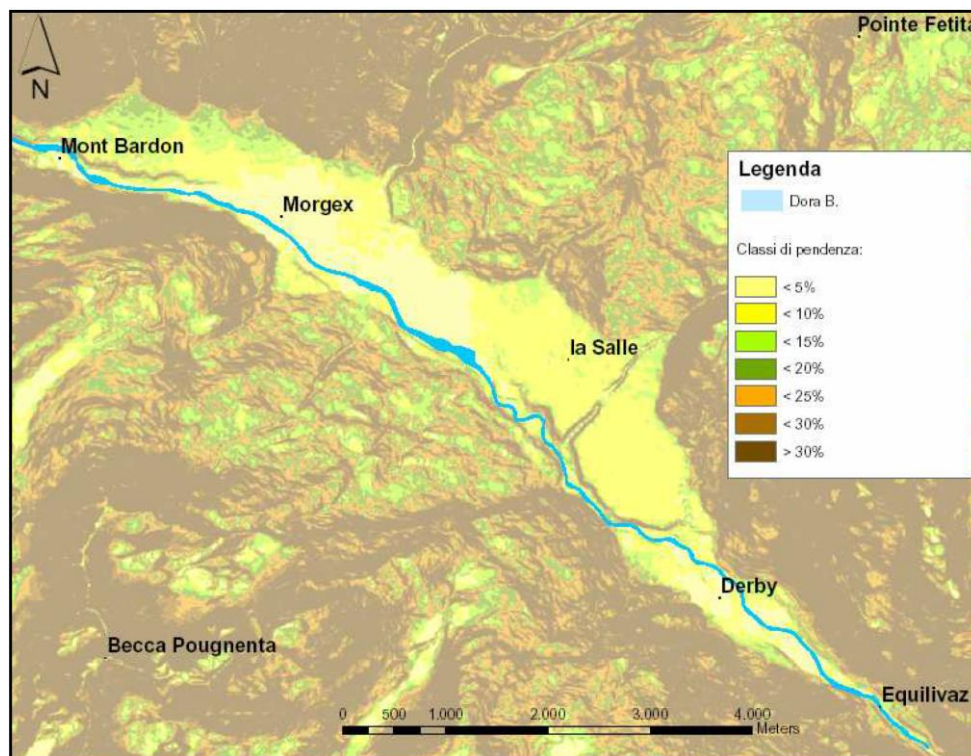 Pointe Fetita
N
Mont Bardon
Morgex
la Salle
Derby
Becca Pougnenta
Equilivaz
Legenda
Dora B.
Classi di pendenza:
< 5%
< 10%
< 15%
< 20%
< 25%
< 30%
> 30%
0 500 1.000 2.000 3.000 4.000
Meters